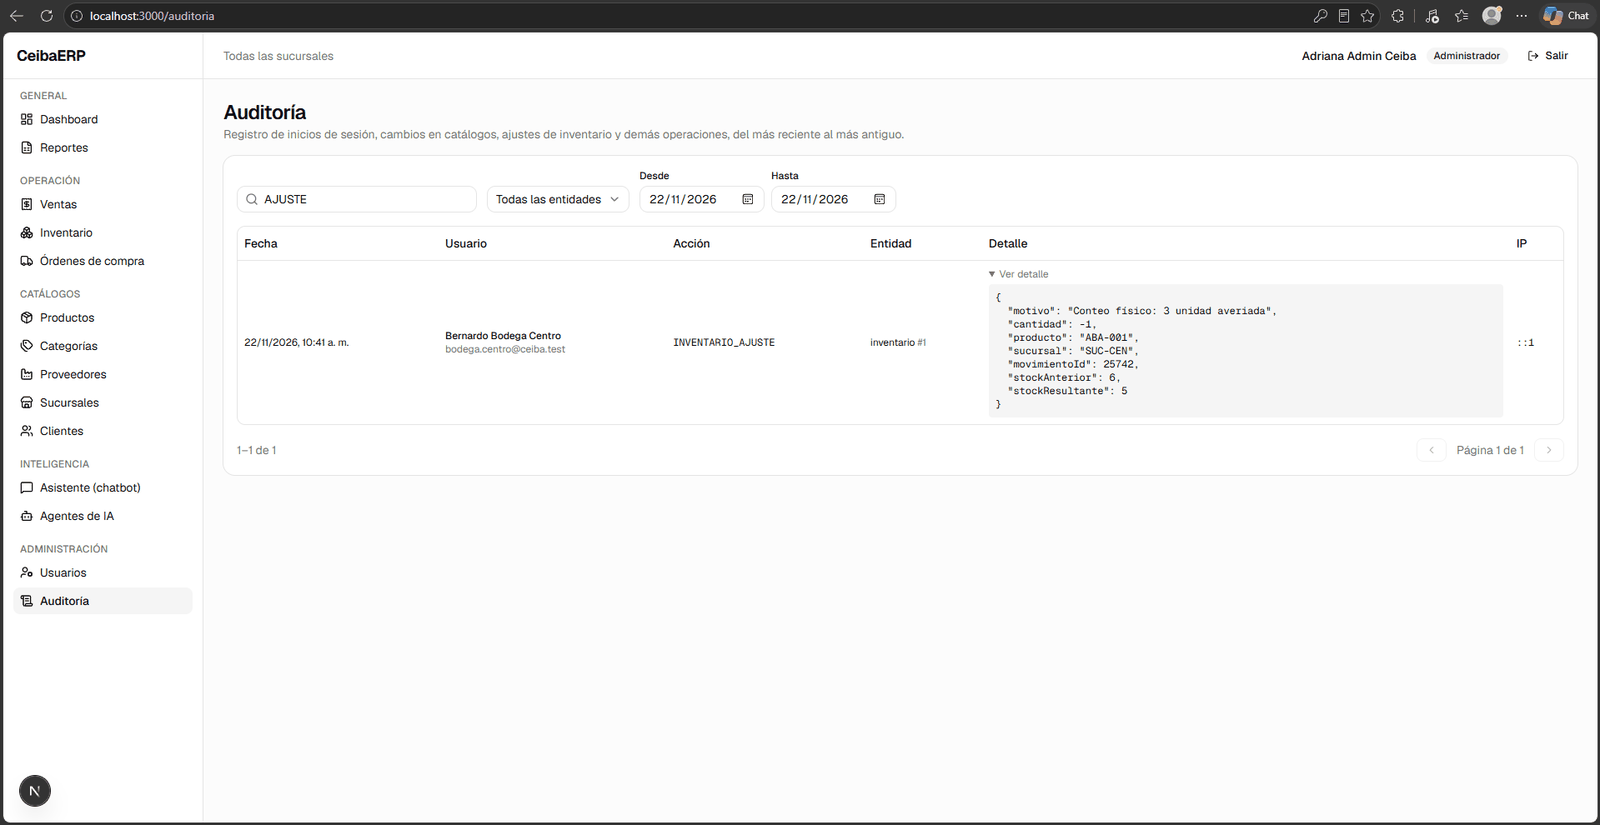 localhost:3000/auditoria
Chat
CeibaERP
Todas las sucursales
Adriana Admin Ceiba
Administrador
Salir
GENERAL
Dashboard
Reportes
OPERACIÓN
Ventas
Inventario
Órdenes de compra
CATÁLOGOS
Productos
Categorías
Proveedores
Sucursales
Clientes
INTELIGENCIA
Asistente (chatbot)
Agentes de IA
ADMINISTRACIÓN
Usuarios
Auditoría
N
Auditoría
Registro de inicios de sesión, cambios en catálogos, ajustes de inventario y demás operaciones, del más reciente al más antiguo.
Desde
Hasta
AJUSTE
Todas las entidades
22/11/2026
22/11/2026
Fecha
Usuario
Acción
Entidad
Detalle
IP
22/11/2026, 10:41 a. m.
Bernardo Bodega Centro
bodega.centro@ceiba.test
INVENTARIO_AJUSTE
inventario #1
▼ Ver detalle
{
"motivo": "Conteo físico: 3 unidad averiada",
"cantidad": -1,
"producto": "ABA-001",
"sucursal": "SUC-CEN",
"movimientoId": 25742,
"stockAnterior": 6,
"stockResultante": 5
}
::1
1–1 de 1
Página 1 de 1